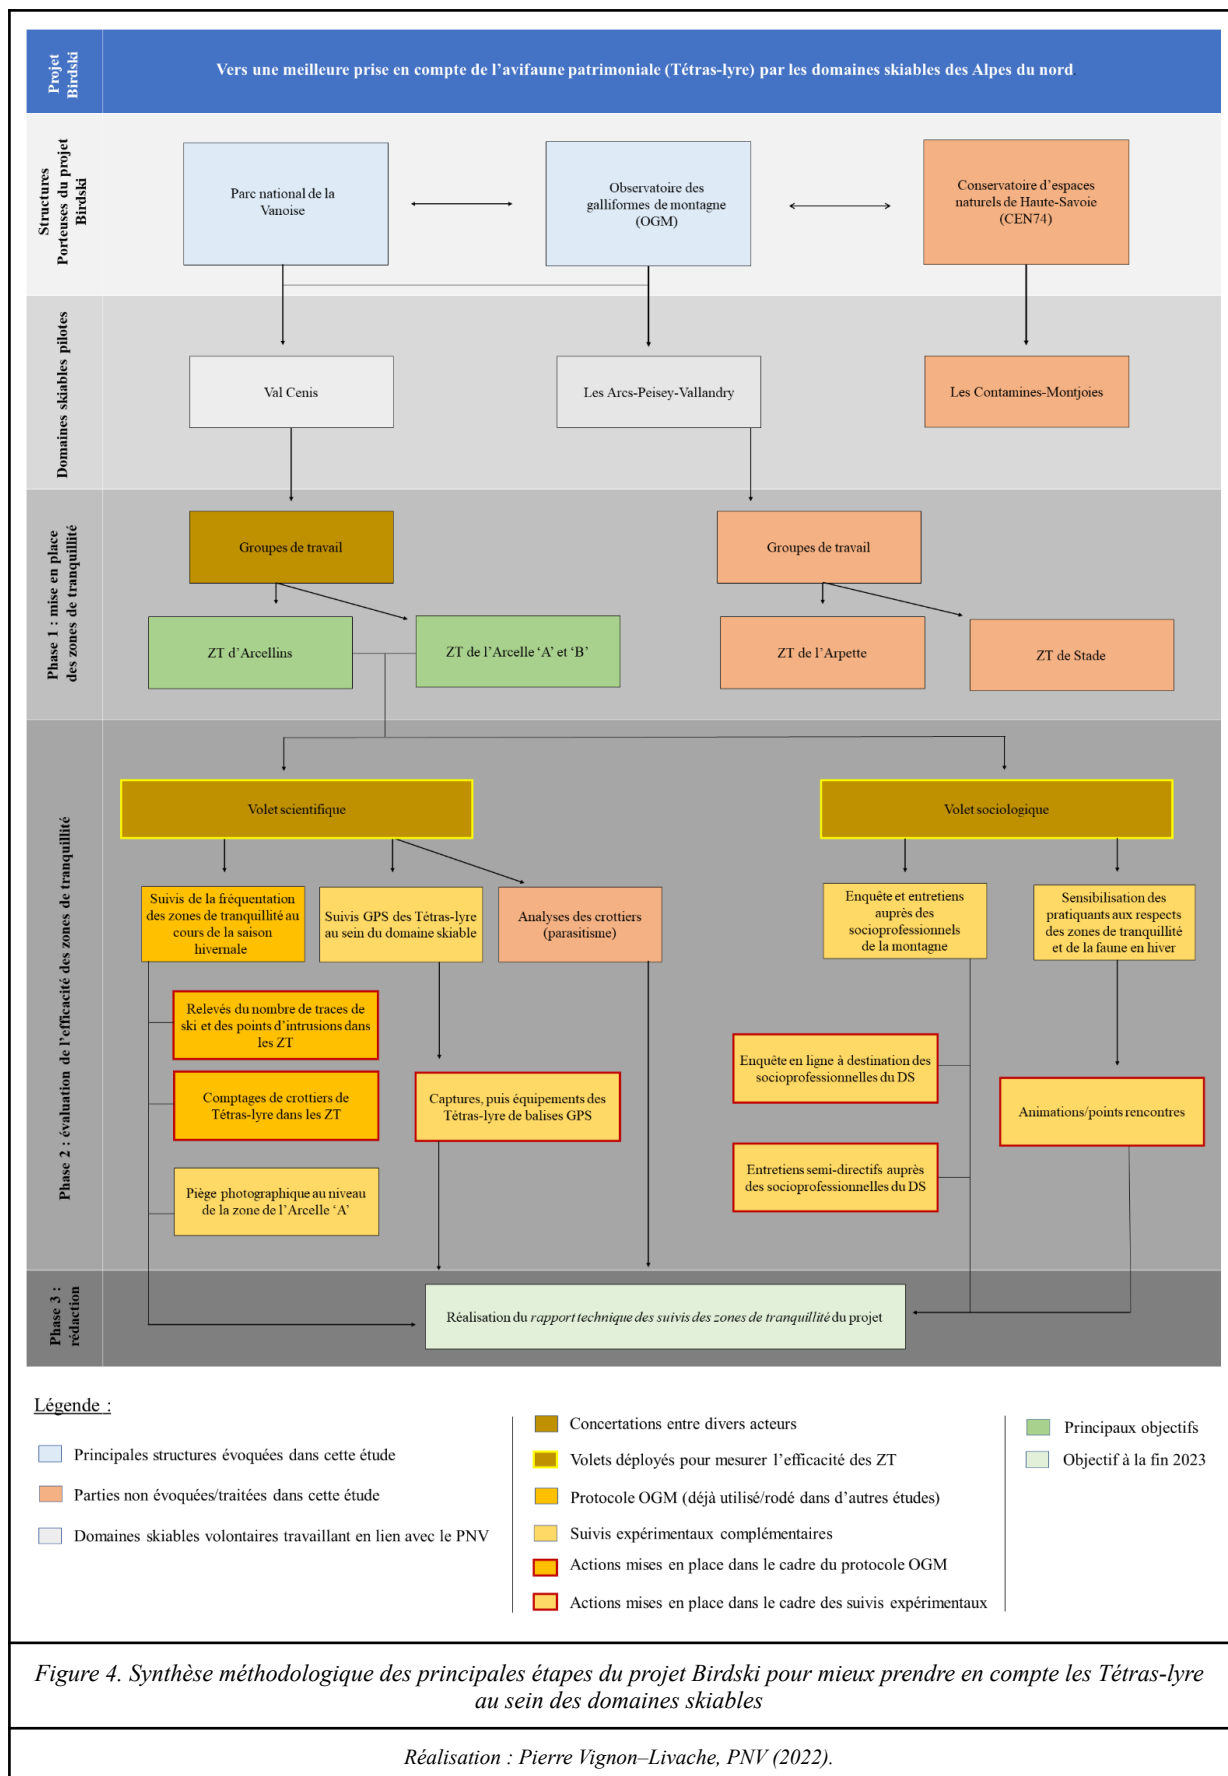 Projet
Birdski
Vers une meilleure prise en compte de l'avifaune patrimoniale (Tétras-lyre) par les domaines skiables des Alpes du nord
Structures
Porteuses du projet
Birdski
Parc national de la
Vanoise
Observatoire des
galliformes de montagne
(OGM)
Conservatoire d'espaces
naturels de Haute-Savoie
(CEN74)
Domaines skiables pilotes
Val Cenis
Les Arcs-Peisey-Vallandry
Les Contamines-Montjoies
Phase 1 : mise en place
des zones de tranquillité
Groupes de travail
Groupes de travail
ZT d'Arcellins
ZT de l'Arcelle 'A' et 'B'
ZT de l'Arpette
ZT de Stade
Phase 2 : évaluation de l'efficacité des zones de tranquillité
Volet scientifique
Volet sociologique
Suivis de la fréquentation
des zones de tranquillité au
cours de la saison
hivernale
Suivis GPS des Tétras-lyre
au sein du domaine skiable
Analyses des crottiers
(parasitisme)
Enquête et entretiens
auprès des
socioprofessionnels
de la montagne
Sensibilisation des
pratiquants aux respects
des zones de tranquillité
et de la faune en hiver
Relevés du nombre de traces de
ski et des points d'intrusions dans
les ZT
Comptages de crottiers de
Tétras-lyre dans les ZT
Piège photographique au niveau
de la zone de l'Arcelle 'A'
Captures, puis équipements des
Tétras-lyre de balises GPS
Enquête en ligne à destination des
socioprofessionnelles du DS
Entretiens semi-directifs auprès
des socioprofessionnelles du DS
Animations/points rencontres
Phase 3 :
rédaction
Réalisation du rapport technique des suivis des zones de tranquillité du projet
Légende :
Principales structures évoquées dans cette étude
Parties non évoquées/traitées dans cette étude
Domaines skiables volontaires travaillant en lien avec le PNV
Concertations entre divers acteurs
Volets déployés pour mesurer l'efficacité des ZT
Protocole OGM (déjà utilisé/rodé dans d'autres études)
Suivis expérimentaux complémentaires
Actions mises en place dans le cadre du protocole OGM
Actions mises en place dans le cadre des suivis expérimentaux
Principaux objectifs
Objectif à la fin 2023
Figure 4. Synthèse méthodologique des principales étapes du projet Birdski pour mieux prendre en compte les Tétras-lyre
au sein des domaines skiables
Réalisation : Pierre Vignon–Livache, PNV (2022).